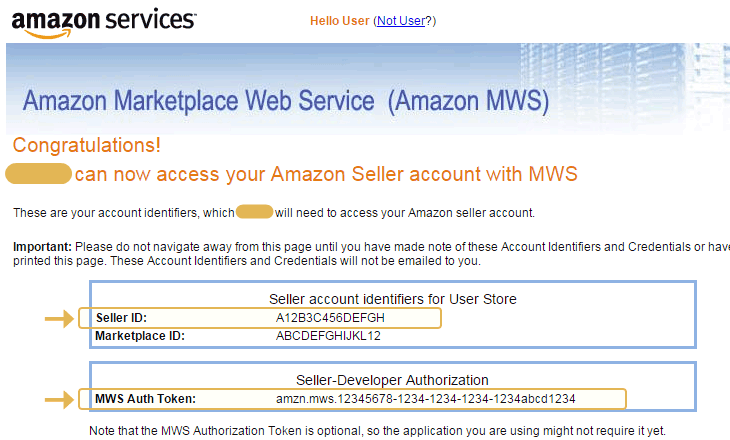 amazon services
Hello User (Not User?)
Amazon Marketplace Web Service (Amazon MWS)
Congratulations!
can now access your Amazon Seller account with MWS
These are your account identifiers, which will need to access your Amazon seller account.
Important: Please do not navigate away from this page until you have made note of these Account Identifiers and Credentials or have
printed this page. These Account Identifiers and Credentials will not be emailed to you.
Seller account identifiers for User Store
Seller ID: A12B3C456DEFGH
Marketplace ID: ABCDEFGHIJKL12
Seller-Developer Authorization
MWS Auth Token: amzn.mws.12345678-1234-1234-1234-1234abcd1234
Note that the MWS Authorization Token is optional, so the application you are using might not require it yet.